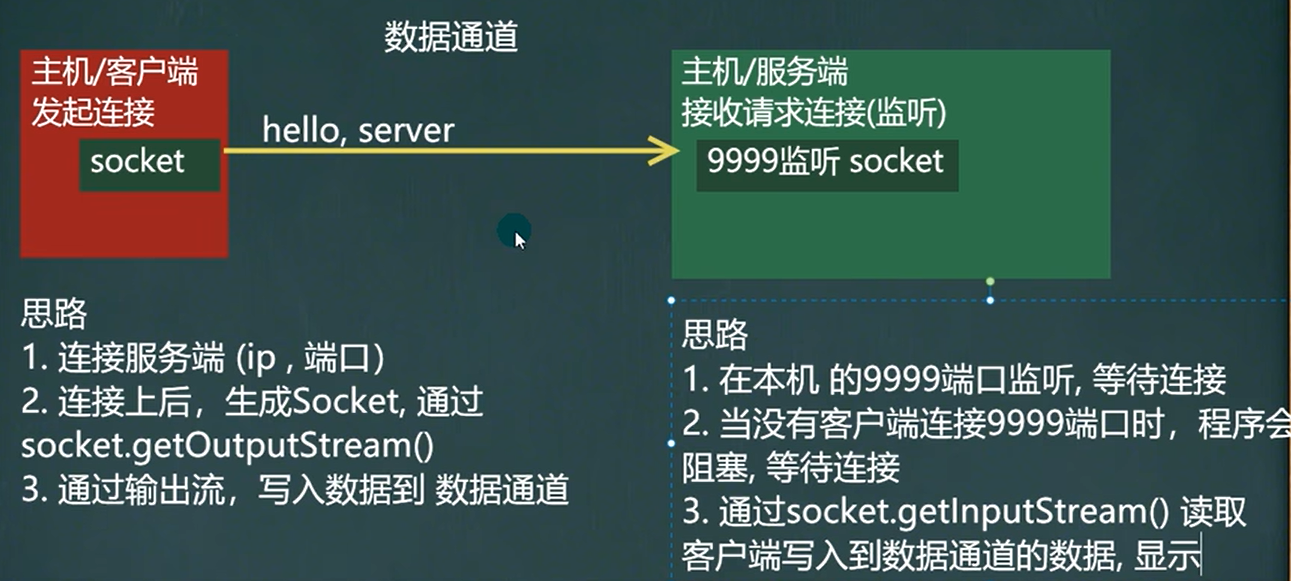 数据通道
主机/客户端
发起连接
socket
hello, server
主机/服务端
接收请求连接(监听)
9999监听 socket
思路
1. 连接服务端 (ip , 端口）
2. 连接上后，生成Socket, 通过
socket.getOutputStream()
3. 通过输出流，写入数据到 数据通道
思路
1. 在本机 的9999端口监听, 等待连接
2. 当没有客户端连接9999端口时，程序会
阻塞, 等待连接
3. 通过socket.getInputStream() 读取
客户端写入到数据通道的数据, 显示